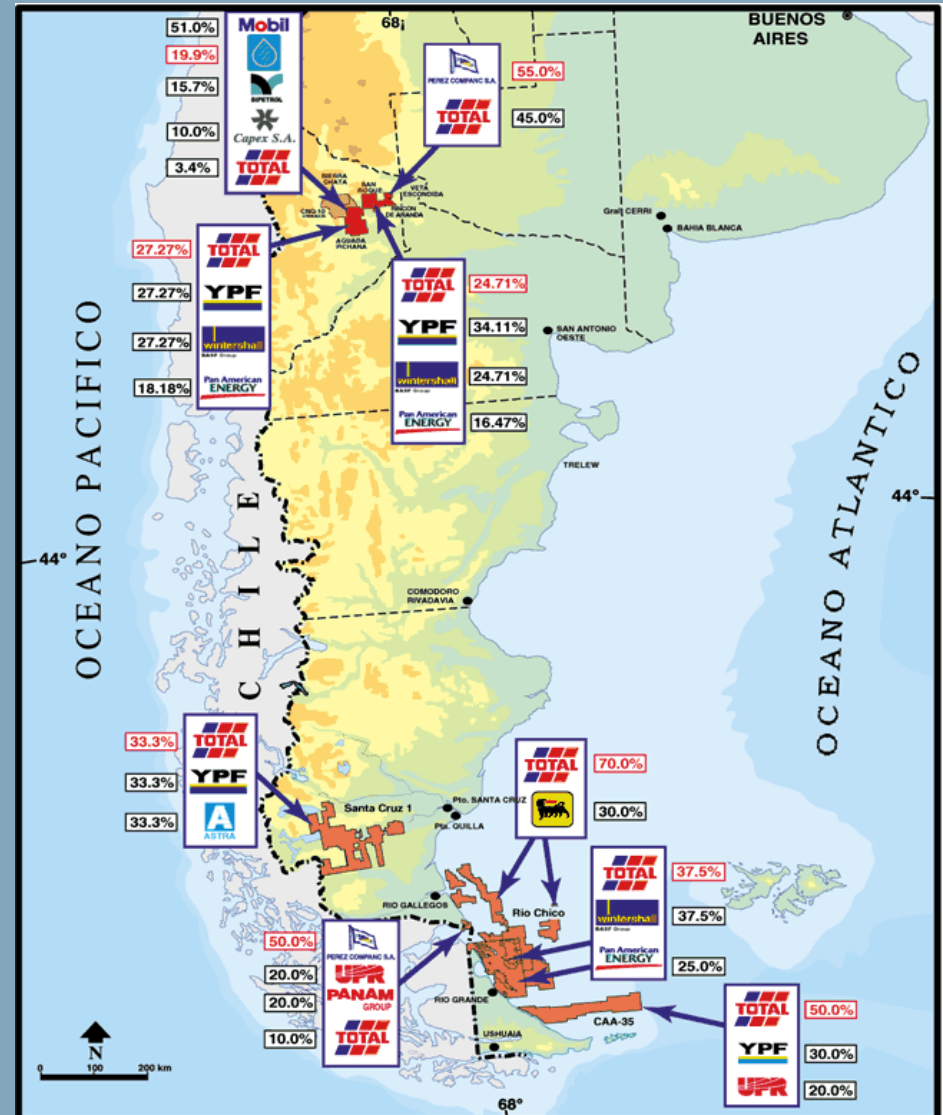 68¡
BUENOS
AIRES
51.0%
Mobil
19.9%
15.7%
SIPETROL
10.0%
Capex S.A.
3.4%
TOTAL
PEREZ COMPANC S.A.
55.0%
TOTAL
45.0%
SIERRA
CHATA
SAN
ROQUE
VETA
ESCONDIDA
RINCON
DE ARANDA
AGUADA
PICHANA
Gral. CERRI
BAHIA BLANCA
27.27%
TOTAL
27.27%
YPF
27.27%
wintershall
BASF Group
18.18%
Pan American
ENERGY
TOTAL
24.71%
YPF
34.11%
wintershall
BASF Group
24.71%
Pan American
ENERGY
16.47%
SAN ANTONIO
OESTE
TRELEW
OCEANO PACIFICO
CHILE
OCEANO ATLANTICO
44°
44°
COMODORO
RIVADAVIA
33.3%
TOTAL
33.3%
YPF
33.3%
A
ASTRA
Santa Cruz 1
Pto. SANTA CRUZ
Pta. QUILLA
TOTAL
70.0%
30.0%
RIO GALLEGOS
Rio Chico
TOTAL
37.5%
wintershall
BASF Group
37.5%
Pan American
ENERGY
25.0%
50.0%
PEREZ COMPANC S.A.
20.0%
UPR
20.0%
PANAM
GROUP
10.0%
TOTAL
RIO GRANDE
CAA-35
USHUAIA
TOTAL
50.0%
YPF
30.0%
UPR
20.0%
N
0 100 200 km
68°